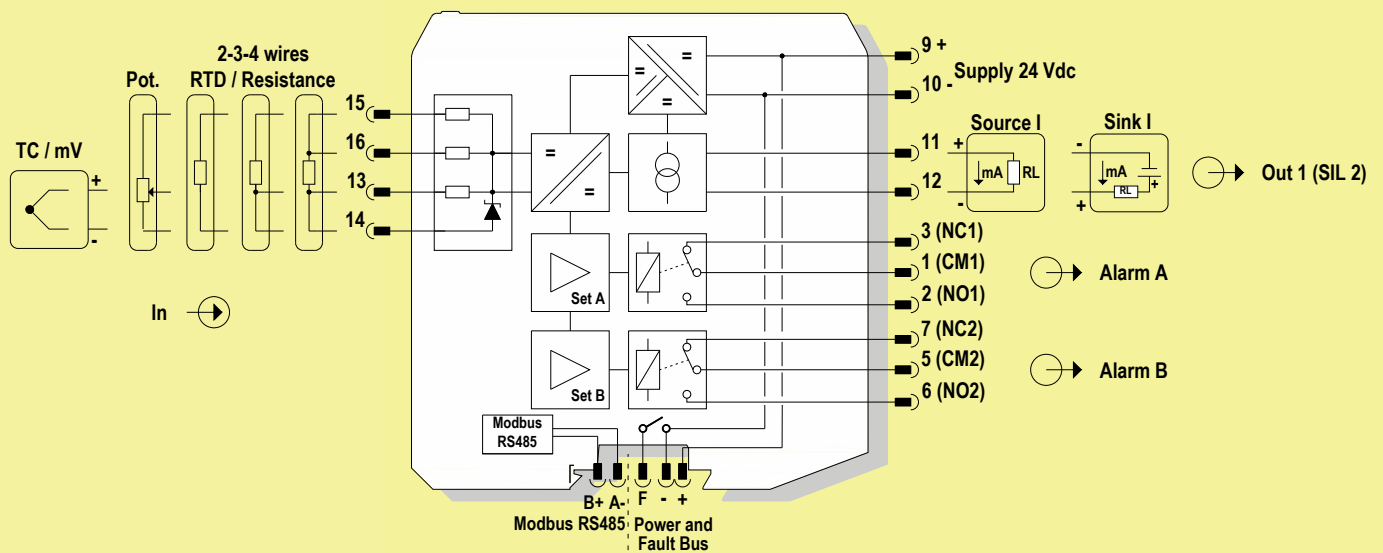 2-3-4 wires
RTD / Resistance
Pot.
TC / mV
+
-
In
15
16
13
14
=
=
=
=
=
Set A
Set B
Modbus
RS485
9 +
Supply 24 Vdc
10 -
11
12
Source I
+
mA
RL
-
Sink I
-
mA
RL
+
+
Out 1 (SIL 2)
3 (NC1)
1 (CM1)
2 (NO1)
Alarm A
7 (NC2)
5 (CM2)
6 (NO2)
Alarm B
B+ A-
F - +
Modbus RS485
Power and
Fault Bus